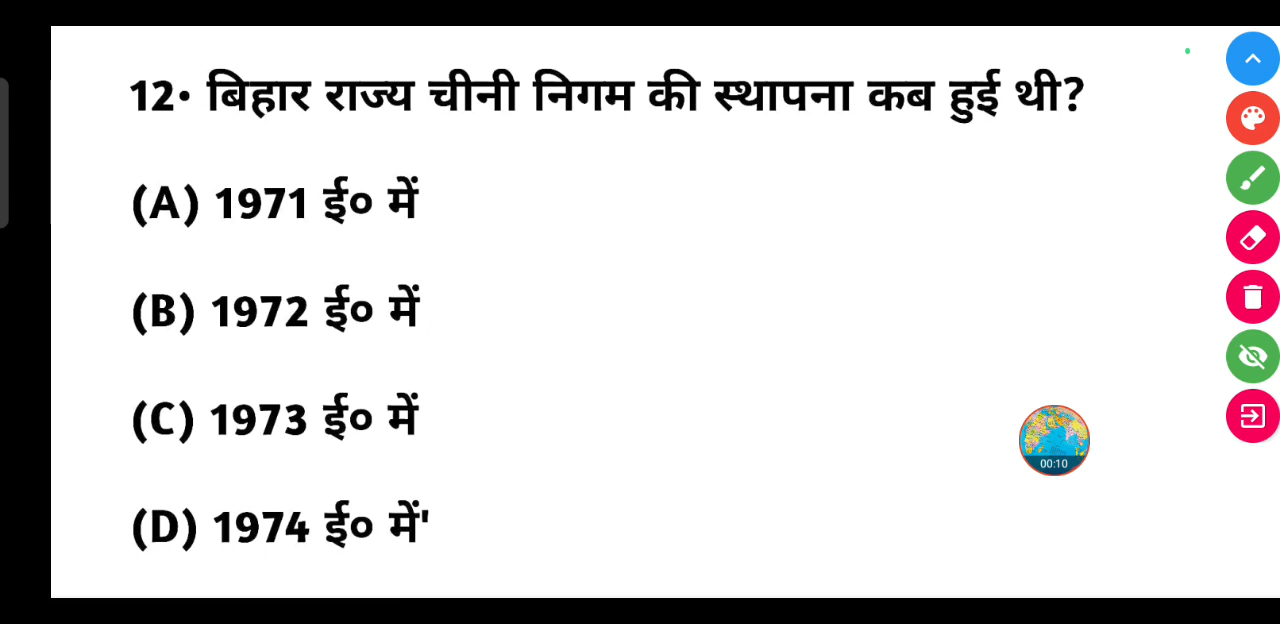 12• बिहार राज्य चीनी निगम की स्थापना कब हुई थी?
(A) 1971 ई० में
(B) 1972 ई० में
(C) 1973 ई० में
(D) 1974 ई० में'
00:10